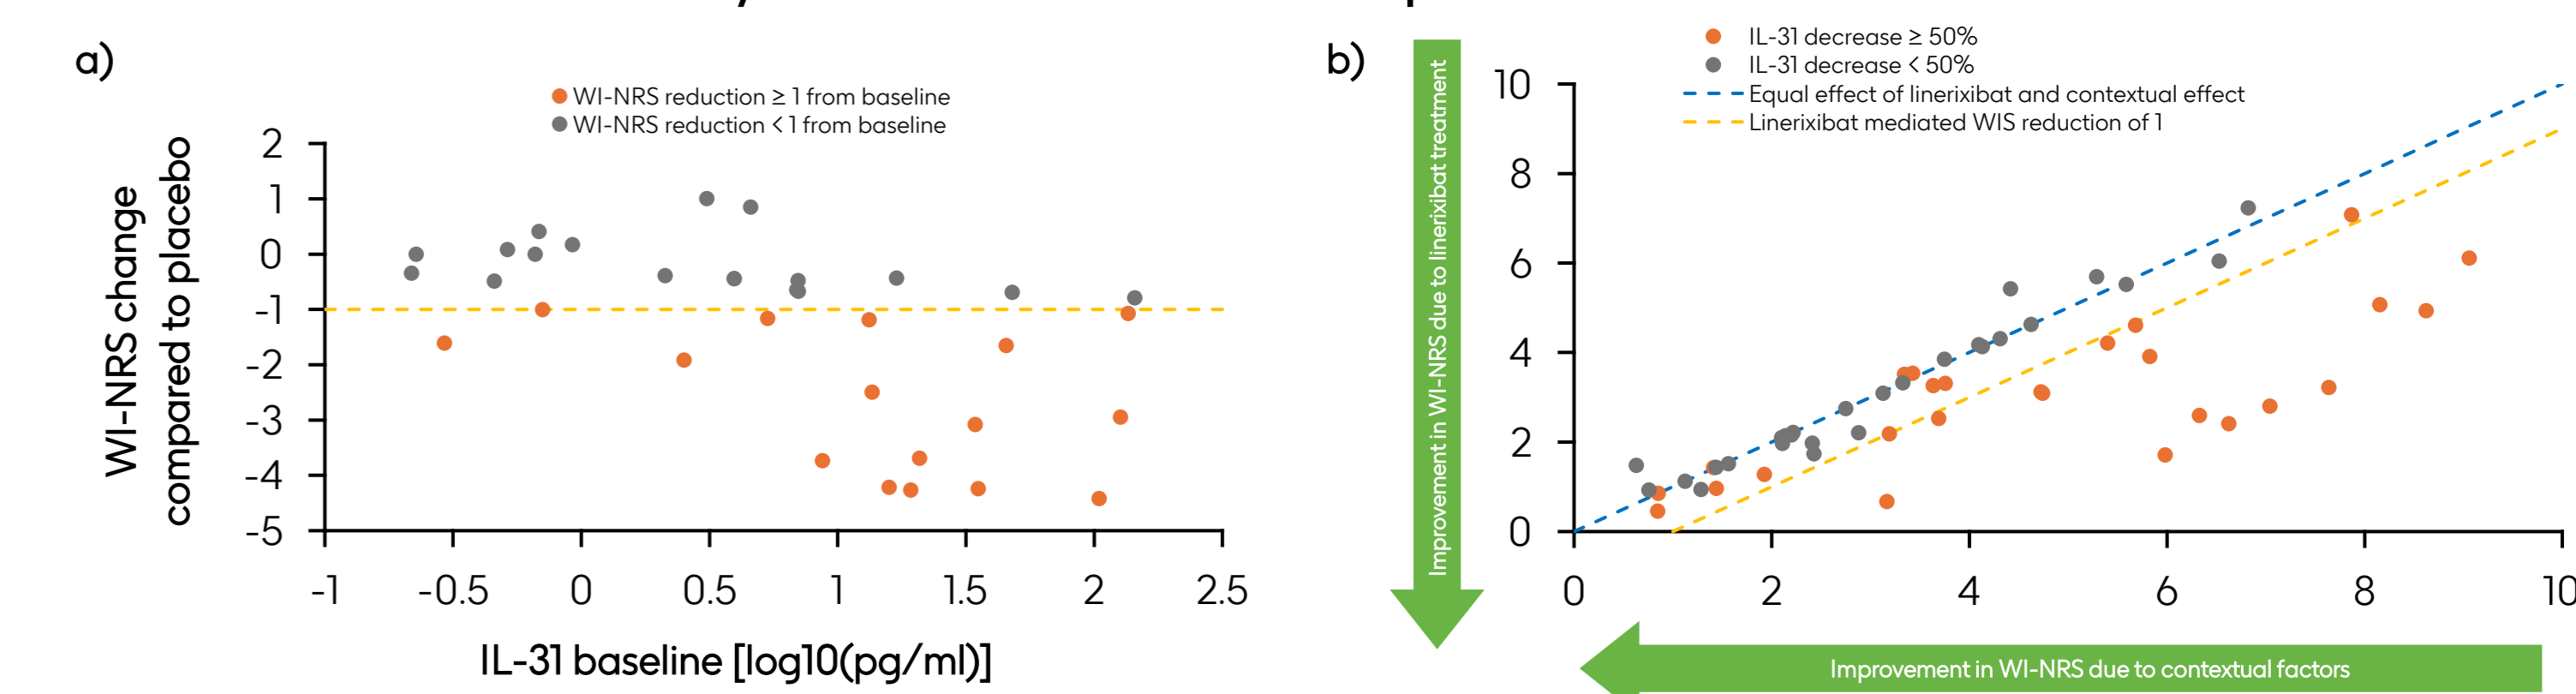 a)
WI-NRS reduction ≥ 1 from baseline
WI-NRS reduction < 1 from baseline
WI-NRS change
compared to placebo
2
1
0
-1
-2
-3
-4
-5
-1
-0.5
0
0.5
1
1.5
2
2.5
IL-31 baseline [log10(pg/ml)]
b)
Improvement in WI-NRS due to linerixibat treatment
IL-31 decrease ≥ 50%
IL-31 decrease < 50%
Equal effect of linerixibat and contextual effect
Linerixibat mediated WIS reduction of 1
10
8
6
4
2
0
0
2
4
6
8
10
Improvement in WI-NRS due to contextual factors